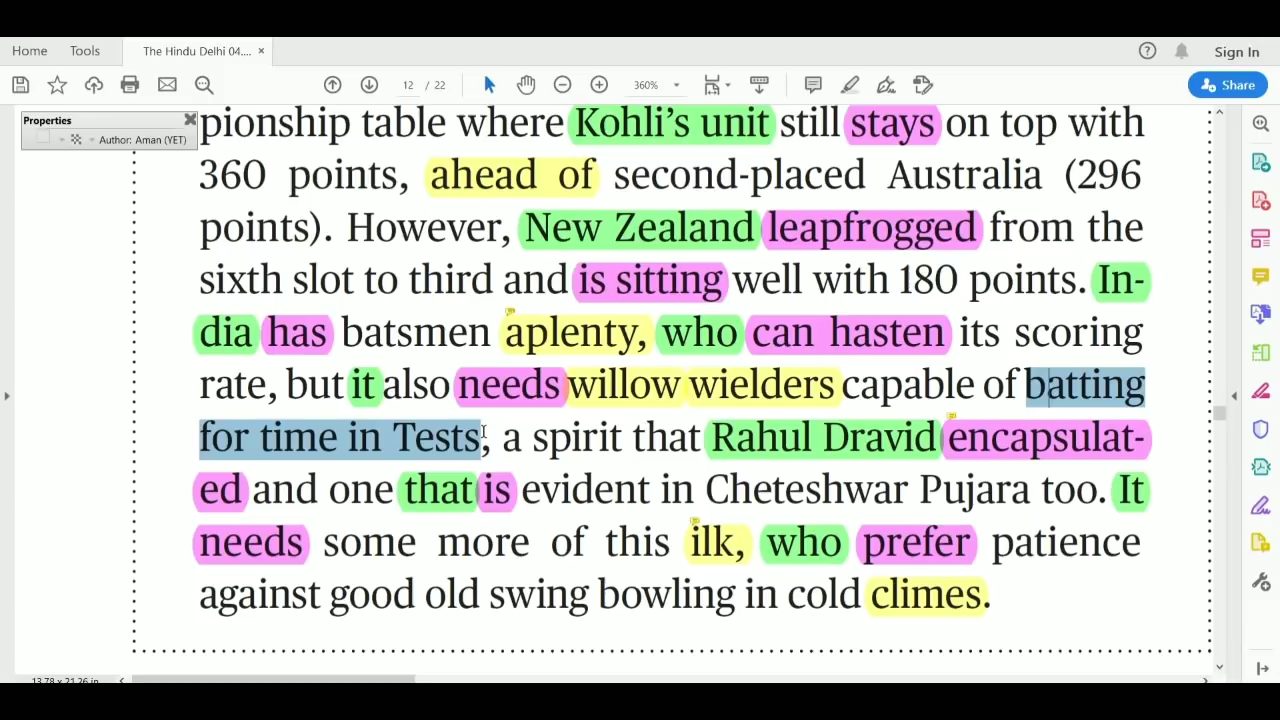 Home Tools The Hindu Delhi 04.... × Sign In
12 / 22 360% Share
Properties
Author: Aman (YET)
pionship table where Kohli's unit still stays on top with
360 points, ahead of second-placed Australia (296
points). However, New Zealand leapfrogged from the
sixth slot to third and is sitting well with 180 points. In-
dia has batsmen aplenty, who can hasten its scoring
rate, but it also needs willow wielders capable of batting
for time in Tests, a spirit that Rahul Dravid encapsulat-
ed and one that is evident in Cheteshwar Pujara too. It
needs some more of this ilk, who prefer patience
against good old swing bowling in cold climes.
13.78 x 21.26 in